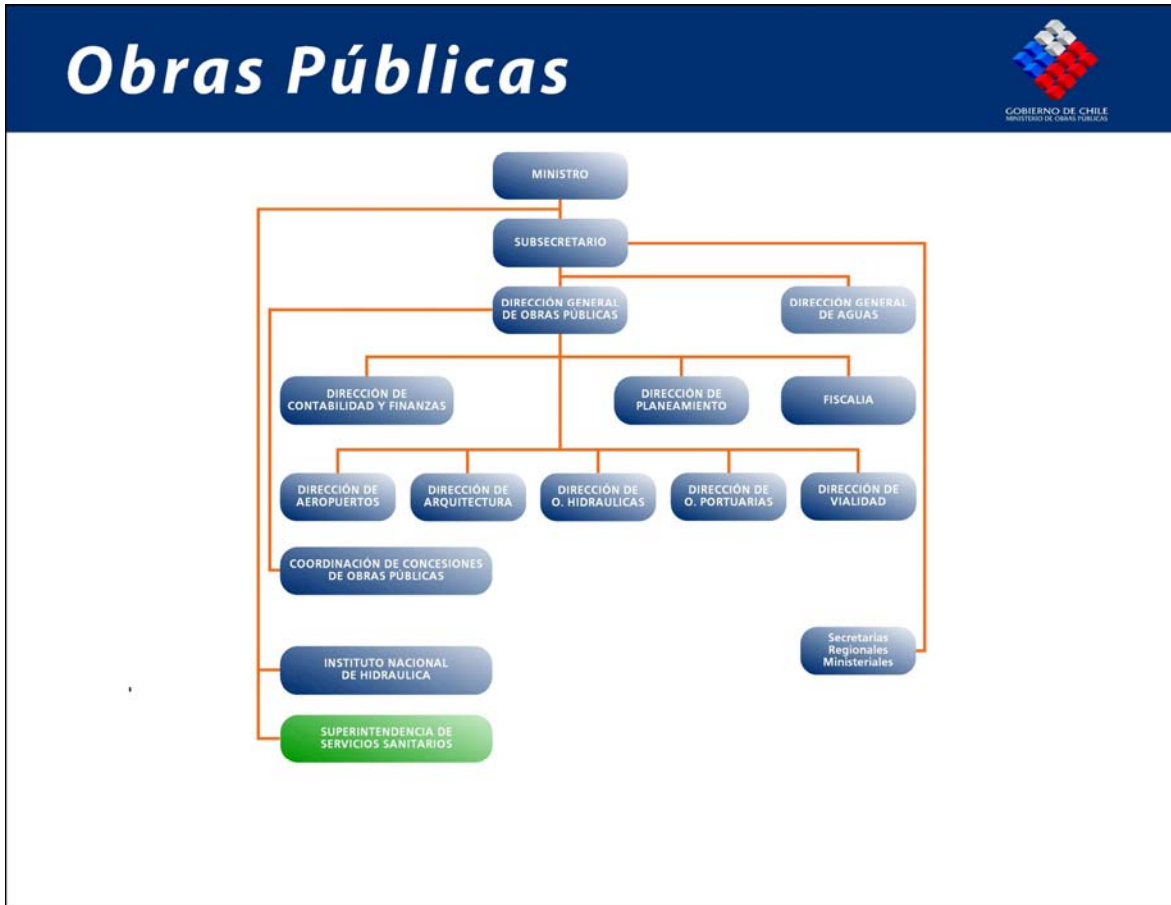 Obras Públicas
GOBIERNO DE CHILE
MINISTERIO DE OBRAS PÚBLICAS
MINISTRO
SUBSECRETARIO
DIRECCIÓN GENERAL
DE OBRAS PÚBLICAS
DIRECCIÓN GENERAL
DE AGUAS
DIRECCIÓN DE
CONTABILIDAD Y FINANZAS
DIRECCIÓN DE
PLANEAMIENTO
FISCALIA
DIRECCIÓN DE
AEROPUERTOS
DIRECCIÓN DE
ARQUITECTURA
DIRECCIÓN DE
O. HIDRAULICAS
DIRECCIÓN DE
O. PORTUARIAS
DIRECCIÓN DE
VIALIDAD
COORDINACIÓN DE CONCESIONES
DE OBRAS PÚBLICAS
Secretarias
Regionales
Ministeriales
INSTITUTO NACIONAL
DE HIDRAULICA
SUPERINTENDENCIA DE
SERVICIOS SANITARIOS